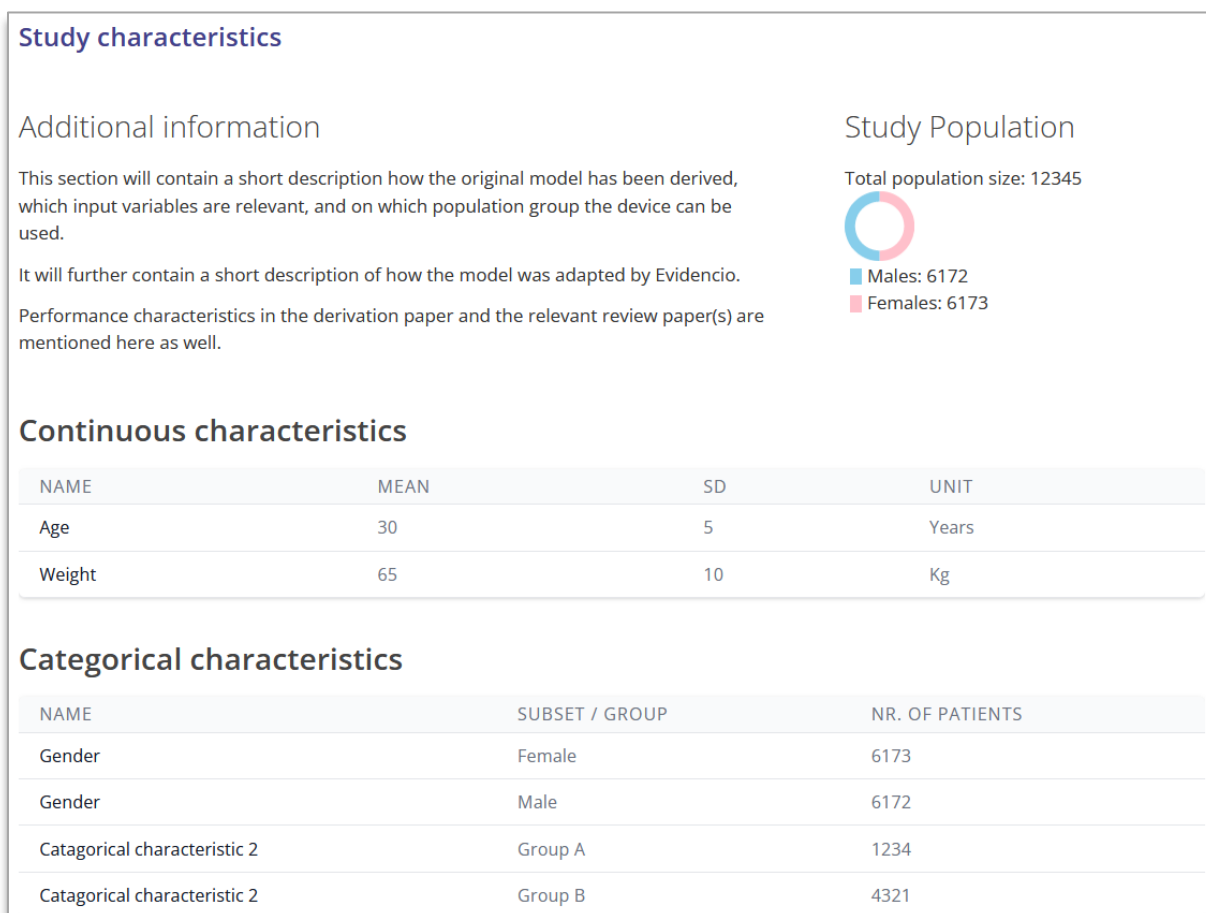 Study characteristics
Additional information
This section will contain a short description how the original model has been derived,
which input variables are relevant, and on which population group the device can be
used.
It will further contain a short description of how the model was adapted by Evidencio.
Performance characteristics in the derivation paper and the relevant review paper(s) are
mentioned here as well.
Study Population
Total population size: 12345
Males: 6172
Females: 6173
Continuous characteristics
NAME MEAN SD UNIT
Age 30 5 Years
Weight 65 10 Kg
Categorical characteristics
NAME SUBSET / GROUP NR. OF PATIENTS
Gender Female 6173
Gender Male 6172
Catagorical characteristic 2 Group A 1234
Catagorical characteristic 2 Group B 4321